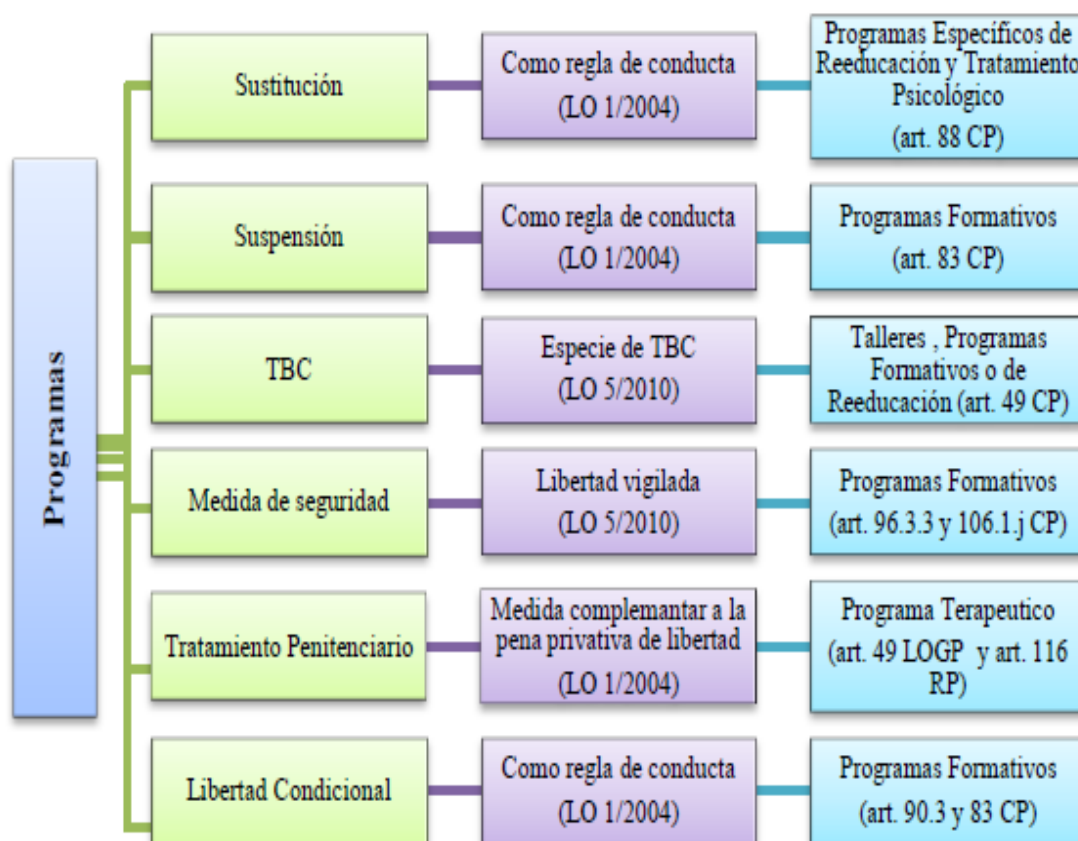 Programas
Sustitución
Como regla de conducta
(LO 1/2004)
Programas Específicos de
Reeducación y Tratamiento
Psicológico
(art. 88 CP)
Suspensión
Como regla de conducta
(LO 1/2004)
Programas Formativos
(art. 83 CP)
TBC
Especie de TBC
(LO 5/2010)
Talleres , Programas
Formativos o de
Reeducación (art. 49 CP)
Medida de seguridad
Libertad vigilada
(LO 5/2010)
Programas Formativos
(art. 96.3.3 y 106.1.j CP)
Tratamiento Penitenciario
Medida complemantar a la
pena privativa de libertad
(LO 1/2004)
Programa Terapeutico
(art. 49 LOGP y art. 116
RP)
Libertad Condicional
Como regla de conducta
(LO 1/2004)
Programas Formativos
(art. 90.3 y 83 CP)